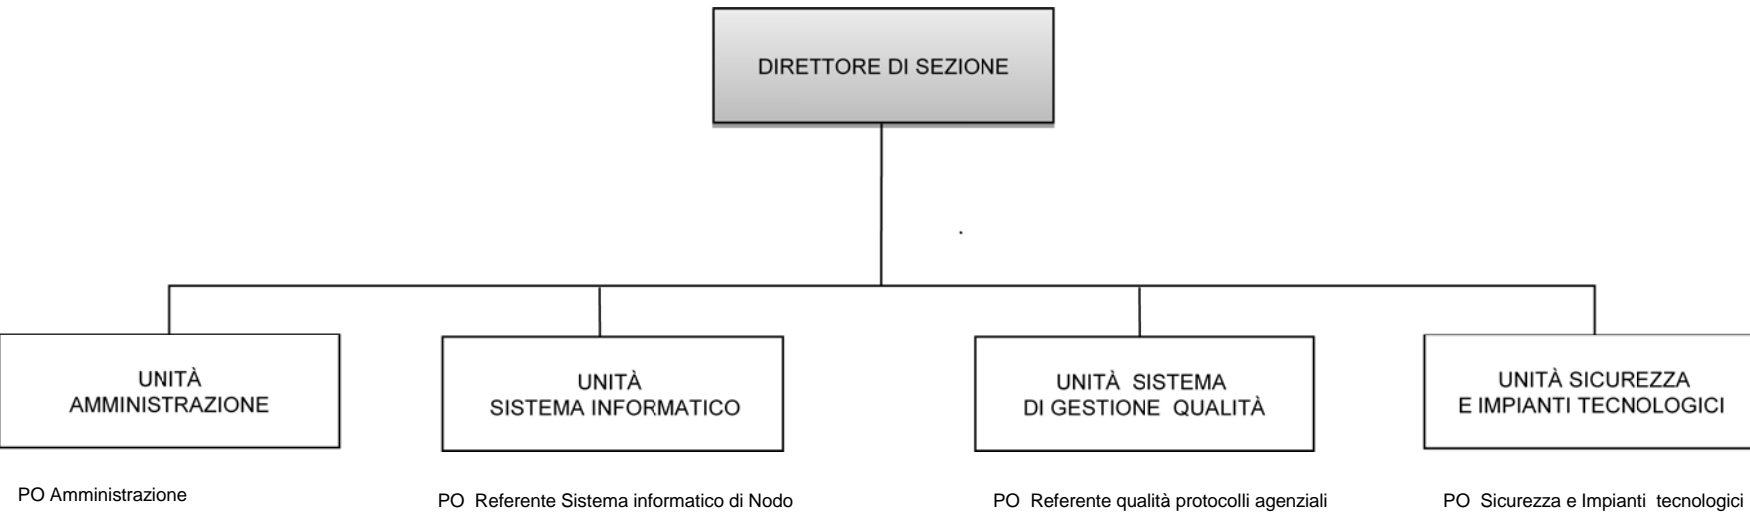 DIRETTORE DI SEZIONE
UNITÀ
AMMINISTRAZIONE
UNITÀ
SISTEMA INFORMATICO
UNITÀ SISTEMA
DI GESTIONE QUALITÀ
UNITÀ SICUREZZA
E IMPIANTI TECNOLOGICI
PO Amministrazione
PO Referente Sistema informatico di Nodo
PO Referente qualità protocolli agenziali
PO Sicurezza e Impianti tecnologici